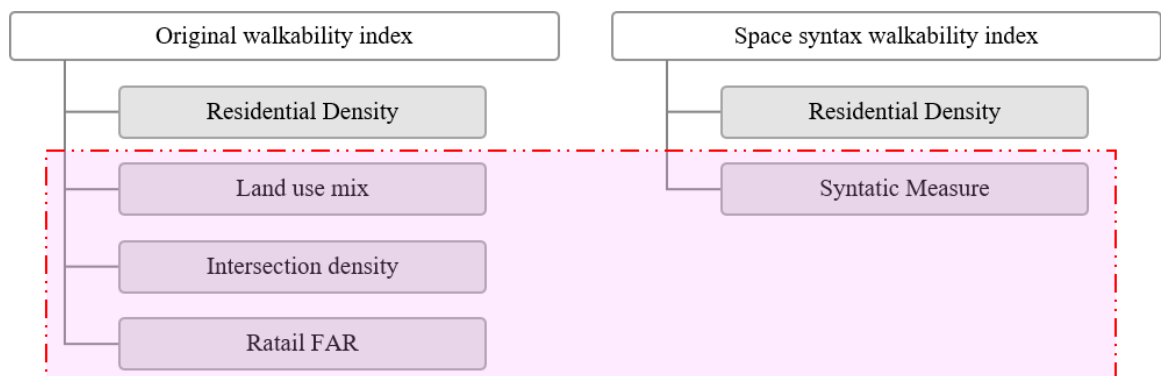 Original walkability index
Residential Density
Land use mix
Intersection density
Ratail FAR
Space syntax walkability index
Residential Density
Syntatic Measure